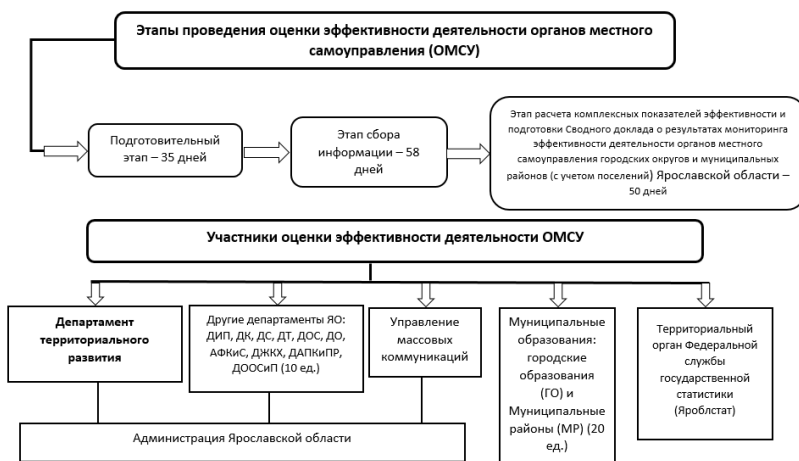 Этапы проведения оценки эффективности деятельности органов местного
самоуправления (ОМСУ)
Подготовительный
этап – 35 дней
Этап сбора
информации – 58
дней
Этап расчета комплексных показателей эффективности и
подготовки Сводного доклада о результатах мониторинга
эффективности деятельности органов местного
самоуправления городских округов и муниципальных
районов (с учетом поселений) Ярославской области –
50 дней
Участники оценки эффективности деятельности ОМСУ
Департамент
территориального
развития
Другие департаменты ЯО:
ДИП, ДК, ДС, ДТ, ДОС, ДО,
АФКиС, ДЖКХ, ДАПКиПР,
ДООСиП (10 ед.)
Управление
массовых
коммуникаций
Муниципальные
образования:
городские
образования
(ГО) и
Муниципальные
районы (МР) (20
ед.)
Территориальный
орган Федеральной
службы
государственной
статистики
(Яроблстат)
Администрация Ярославской области